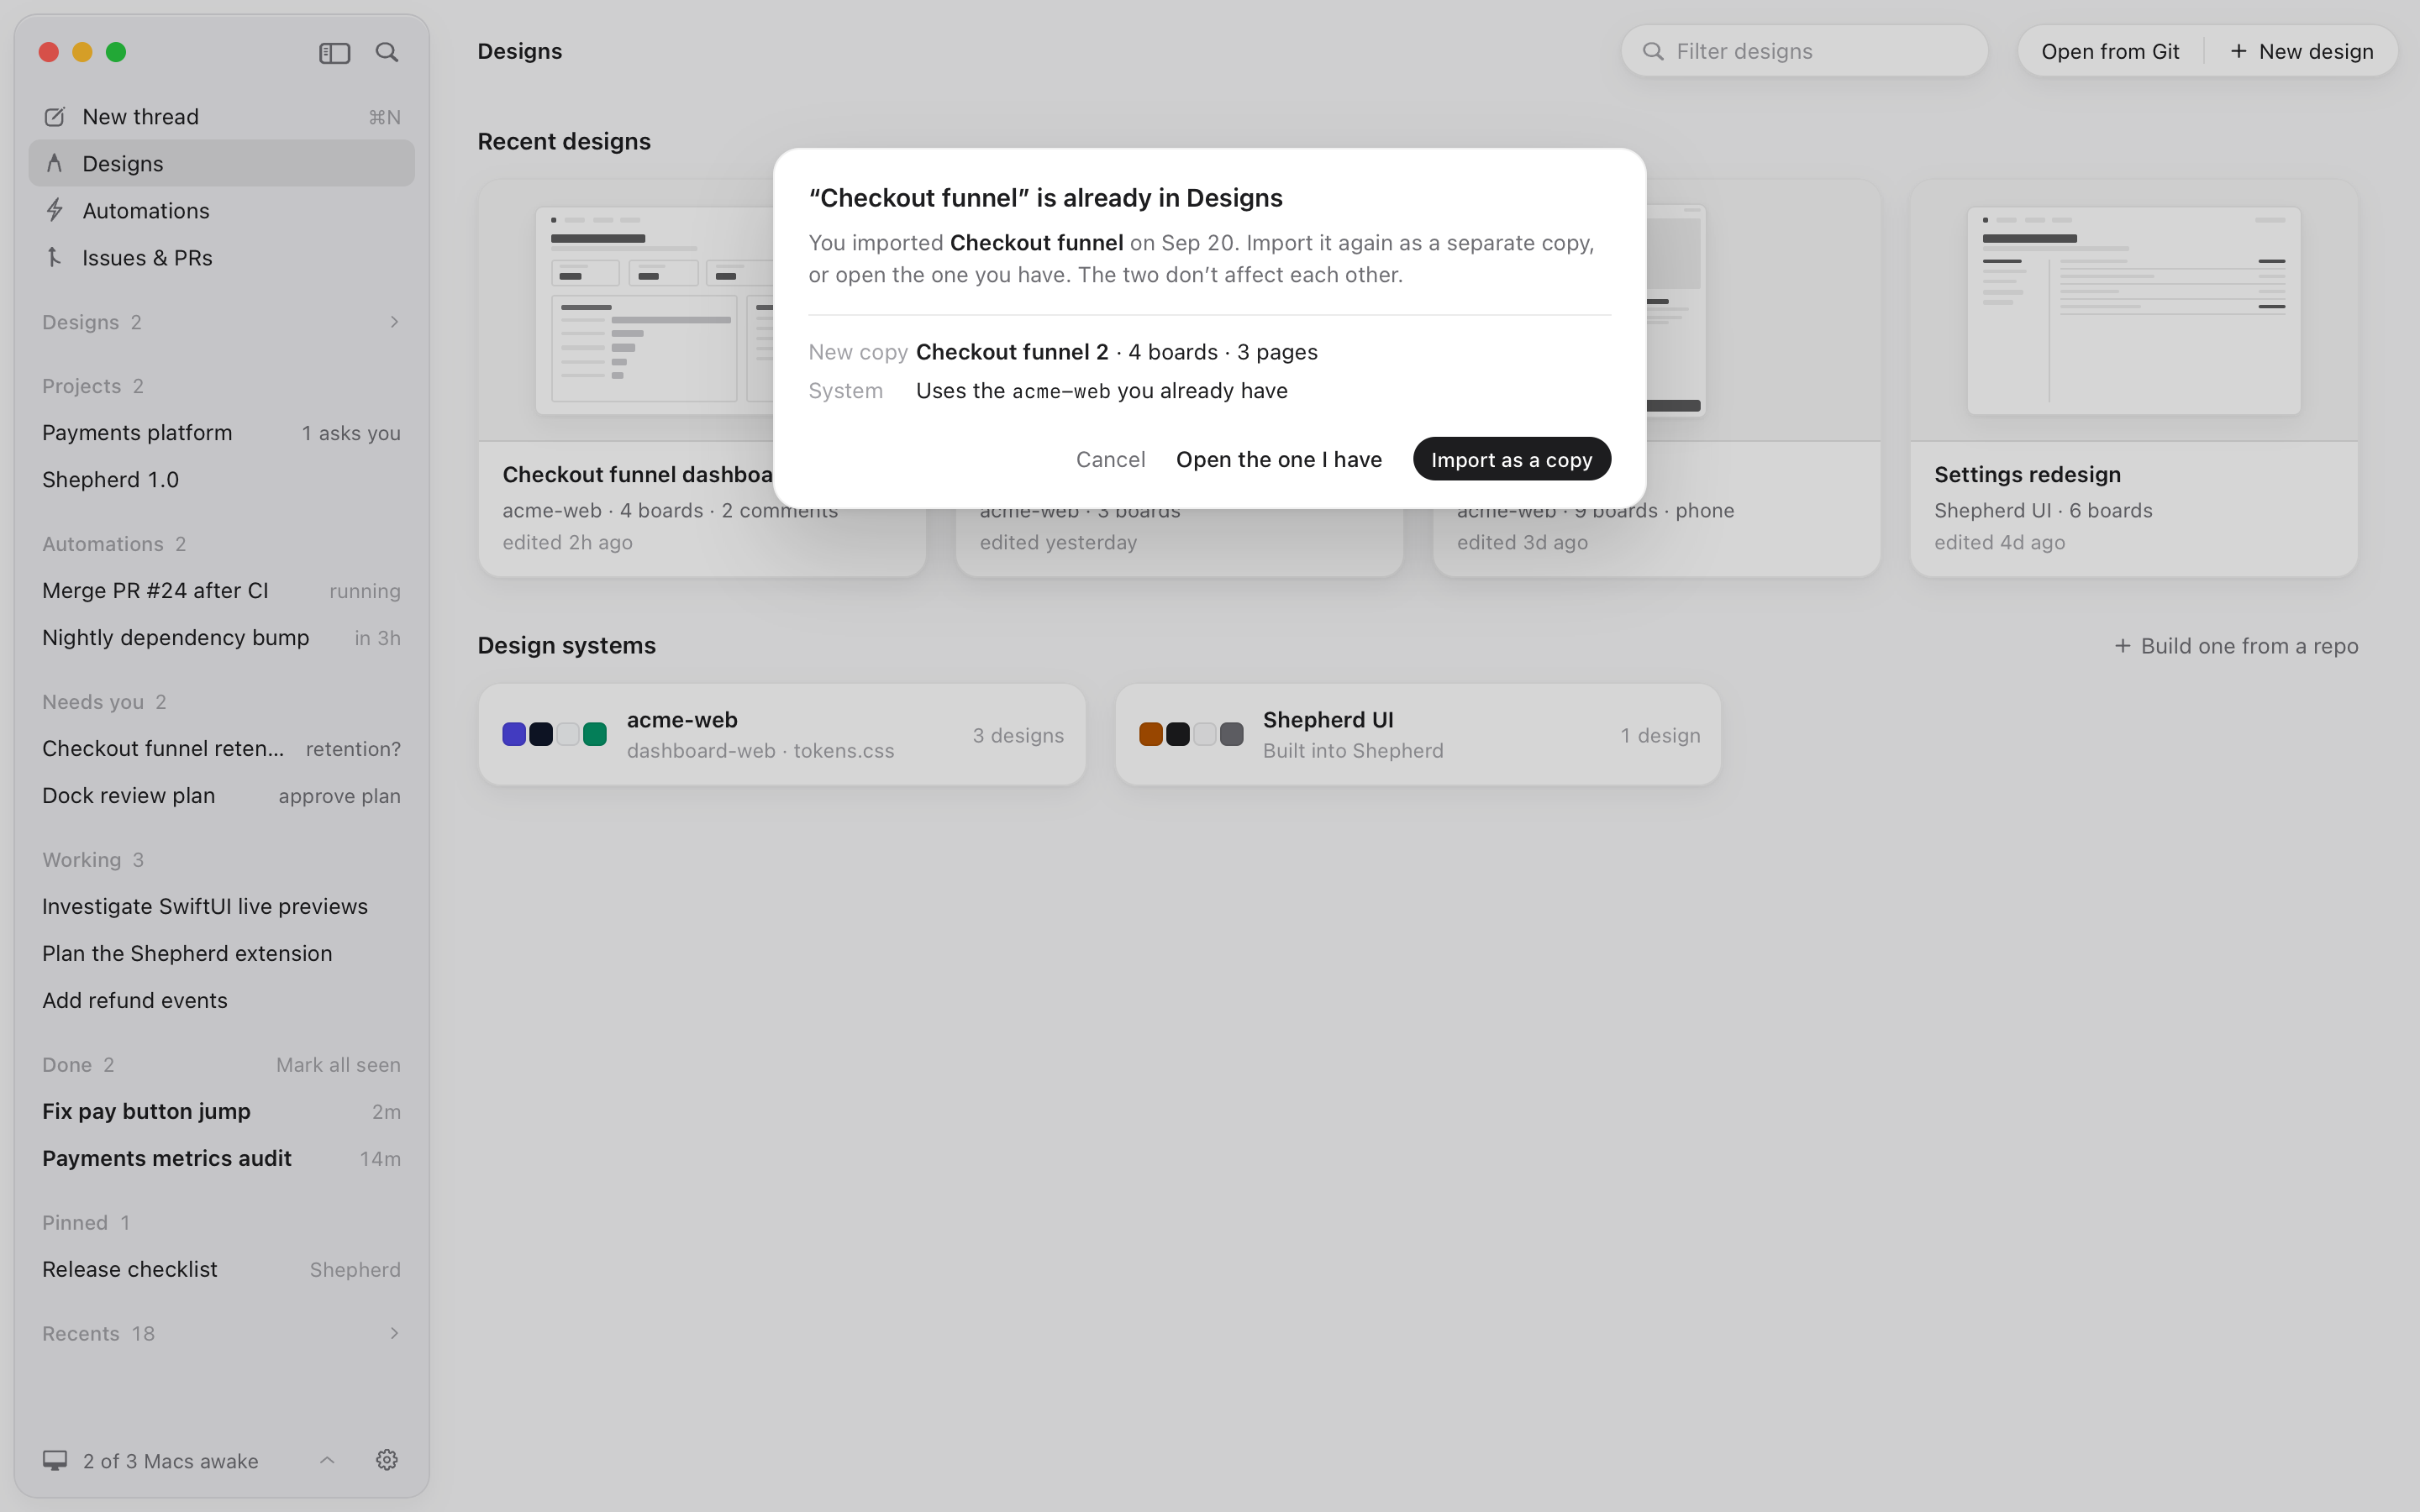 New thread ⌘N
Designs
Automations
Issues & PRs
Designs 2
Projects 2
Payments platform 1 asks you
Shepherd 1.0
Automations 2
Merge PR #24 after CI running
Nightly dependency bump in 3h
Needs you 2
Checkout funnel reten... retention?
Dock review plan approve plan
Working 3
Investigate SwiftUI live previews
Plan the Shepherd extension
Add refund events
Done 2 Mark all seen
Fix pay button jump 2m
Payments metrics audit 14m
Pinned 1
Release checklist Shepherd
Recents 18
2 of 3 Macs awake
Designs
Filter designs
Open from Git
+ New design
Recent designs
“Checkout funnel” is already in Designs
You imported Checkout funnel on Sep 20. Import it again as a separate copy,
or open the one you have. The two don’t affect each other.
New copy Checkout funnel 2 · 4 boards · 3 pages
System Uses the acme-web you already have
Cancel
Open the one I have
Import as a copy
Checkout funnel
acme-web · 4 boards · 2 comments
edited 2h ago
acme-web · 3 boards
edited yesterday
acme-web · 9 boards · phone
edited 3d ago
Settings redesign
Shepherd UI · 6 boards
edited 4d ago
Design systems
+ Build one from a repo
acme-web
dashboard-web · tokens.css
3 designs
Shepherd UI
Built into Shepherd
1 design